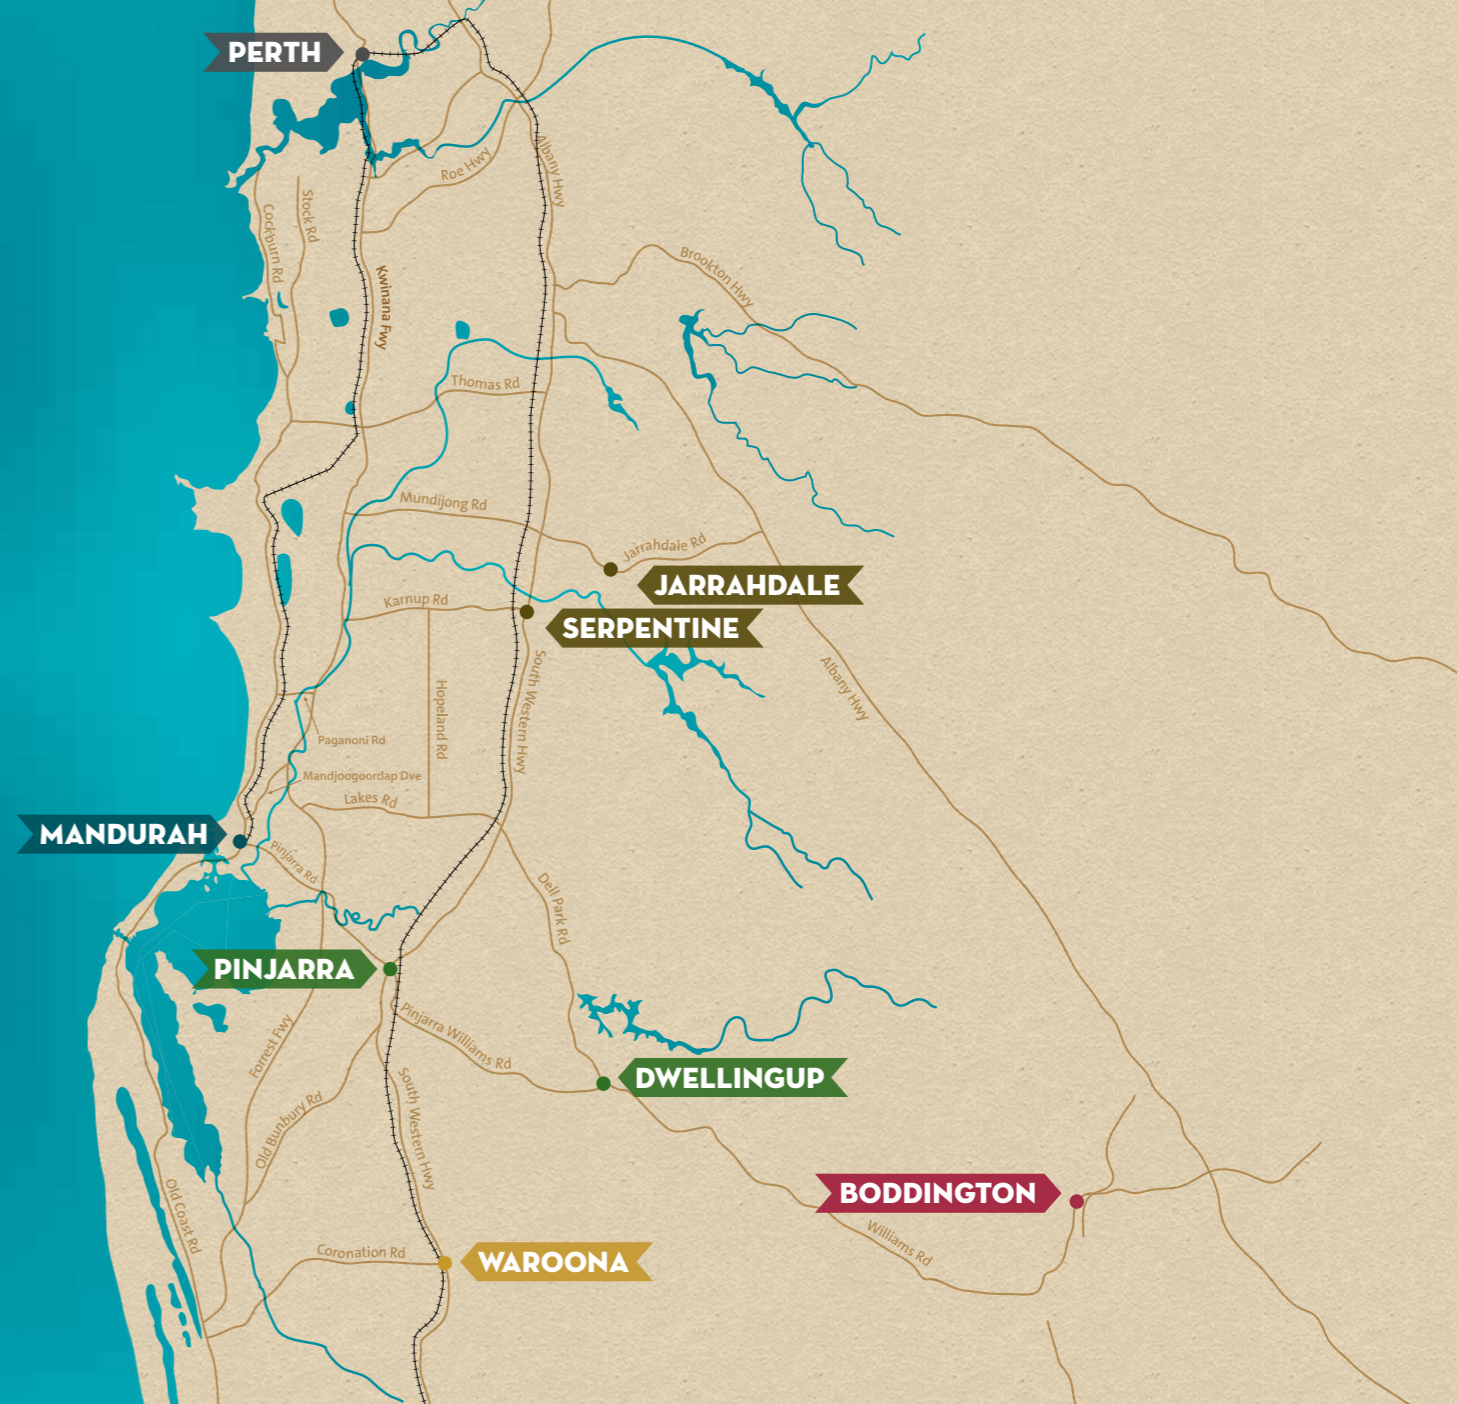 PERTH
Albany Hwy
Roe Hwy
Stock Rd
Cockburn Rd
Brookton Hwy
Kwinana Fwy
Thomas Rd
Mundijong Rd
Jarrahdale Rd
JARRAHDALE
Karnup Rd
SERPENTINE
South Western Hwy
Albany Hwy
Hopeland Rd
Paganoni Rd
Mandjoogoordap Dve
Lakes Rd
MANDURAH
Pinjarra Rd
Dell Park Rd
PINJARRA
Pinjarra Williams Rd
Forrest Fwy
DWELLINGUP
South Western Hwy
Old Bunbury Rd
Old Coast Rd
BODDINGTON
Williams Rd
Coronation Rd
WAROONA